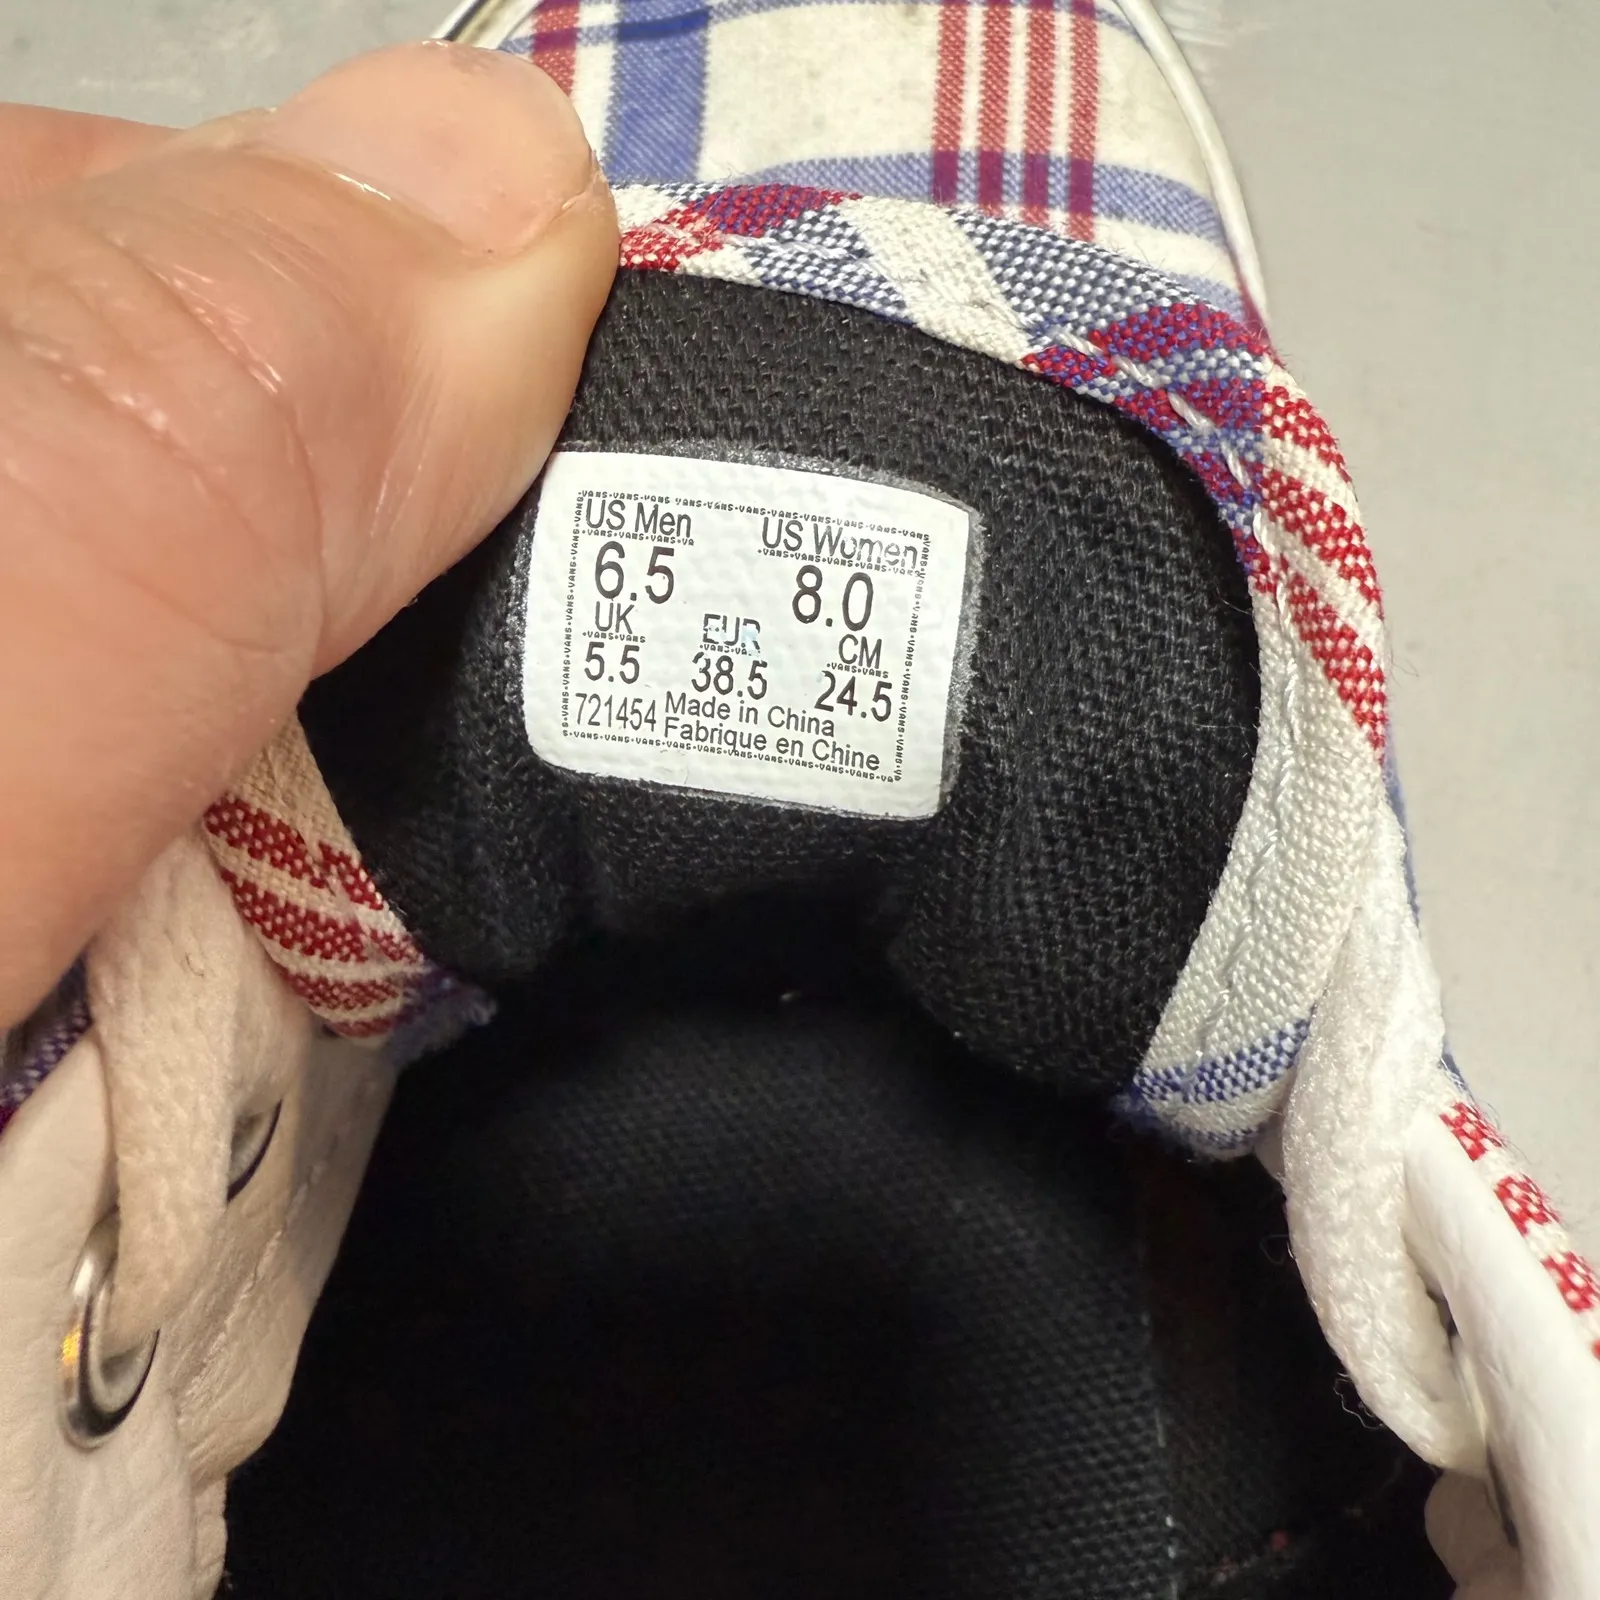 US Men US Women
6.5 8.0
UK EUR CM
5.5 38.5 24.5
721454 Made in China
Fabrique en Chine